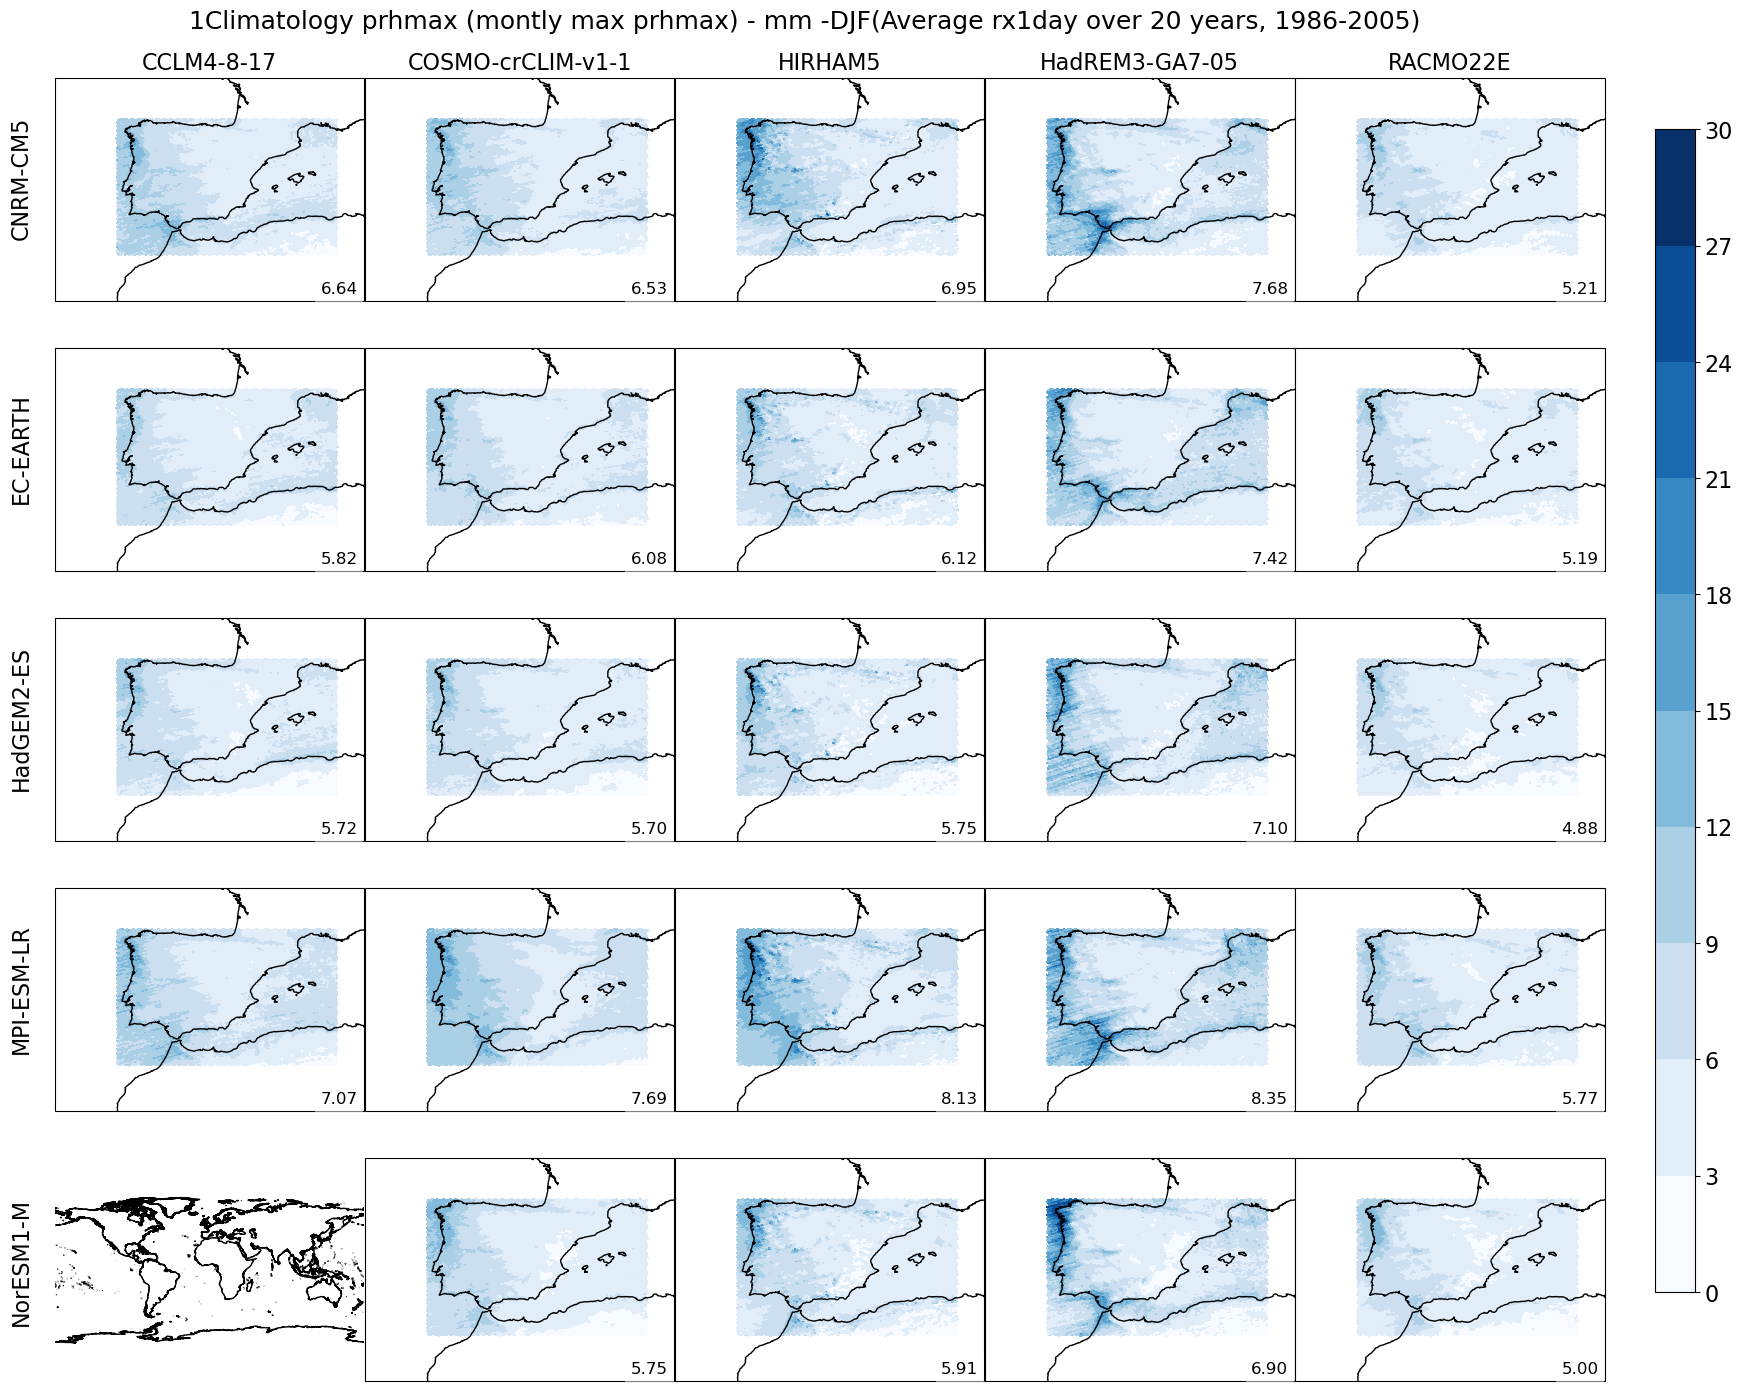 1Climatology prhmax (montly max prhmax) - mm -DJF(Average rx1day over 20 years, 1986-2005)
CCLM4-8-17 COSMO-crCLIM-v1-1 HIRHAM5 HadREM3-GA7-05 RACMO22E
CNRM-CM5
6.64 6.53 6.95 7.68 5.21
EC-EARTH
5.82 6.08 6.12 7.42 5.19
HadGEM2-ES
5.72 5.70 5.75 7.10 4.88
MPI-ESM-LR
7.07 7.69 8.13 8.35 5.77
NorESM1-M
5.75 5.91 6.90 5.00
30
27
24
21
18
15
12
9
6
3
0